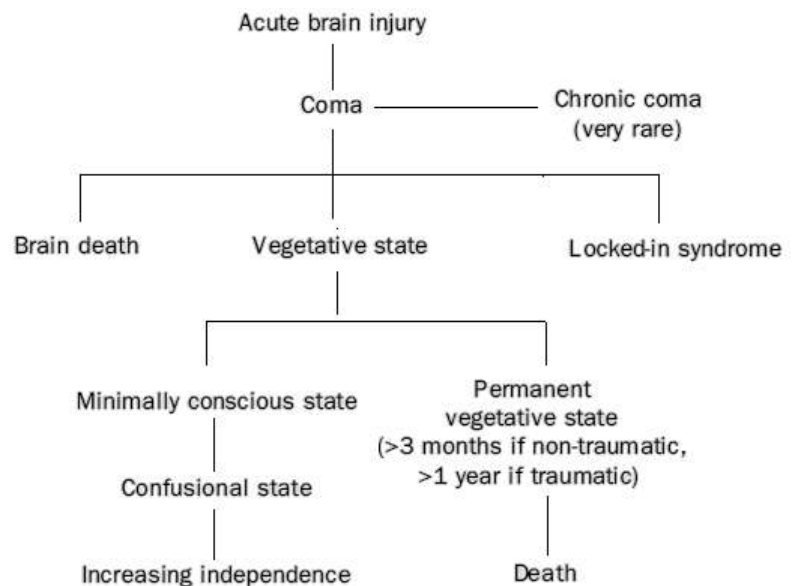 Acute brain injury
Coma
Chronic coma
(very rare)
Brain death
Vegetative state
Locked-in syndrome
Minimally conscious state
Permanent
vegetative state
(>3 months if non-traumatic,
>1 year if traumatic)
Confusional state
Increasing independence
Death